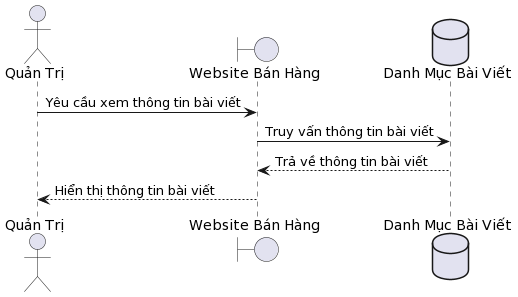 Quản Trị
Website Bán Hàng
Danh Mục Bài Viết
Yêu cầu xem thông tin bài viết
Truy vấn thông tin bài viết
Trả về thông tin bài viết
Hiển thị thông tin bài viết
Quản Trị
Website Bán Hàng
Danh Mục Bài Viết